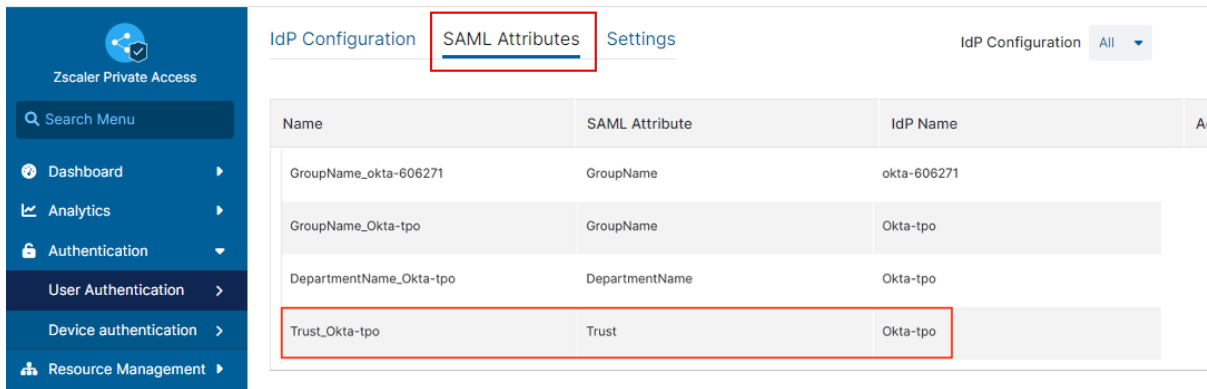 IdP Configuration SAML Attributes Settings IdP Configuration All
Zscaler Private Access
Search Menu
Dashboard
Analytics
Authentication
User Authentication
Device authentication
Resource Management
Name SAML Attribute IdP Name A
GroupName_okta-606271 GroupName okta-606271
GroupName_Okta-tpo GroupName Okta-tpo
DepartmentName_Okta-tpo DepartmentName Okta-tpo
Trust_Okta-tpo Trust Okta-tpo